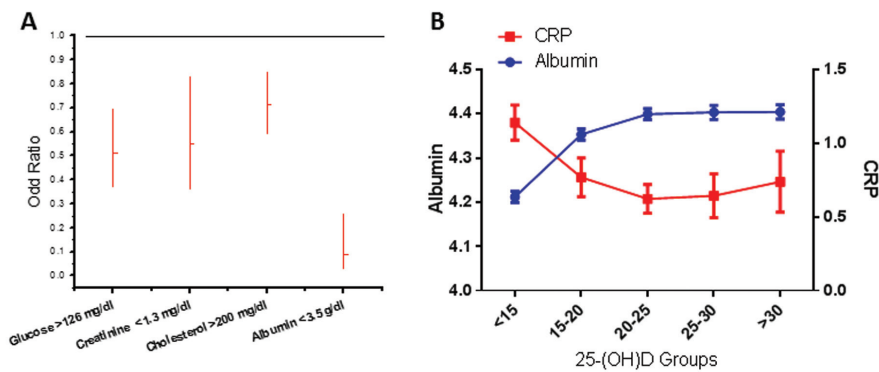 A
Odd Ratio
1.0
0.9
0.8
0.7
0.6
0.5
0.4
0.3
0.2
0.1
0.0
Glucose >126 mg/dl
Creatinine <1.3 mg/dl
Cholesterol >200 mg/dl
Albumin <3.5 g/dl
B
CRP
Albumin
Albumin
4.5
4.4
4.3
4.2
4.1
4.0
CRP
1.5
1.0
0.5
0.0
<15
15-20
20-25
25-30
>30
25-(OH)D Groups